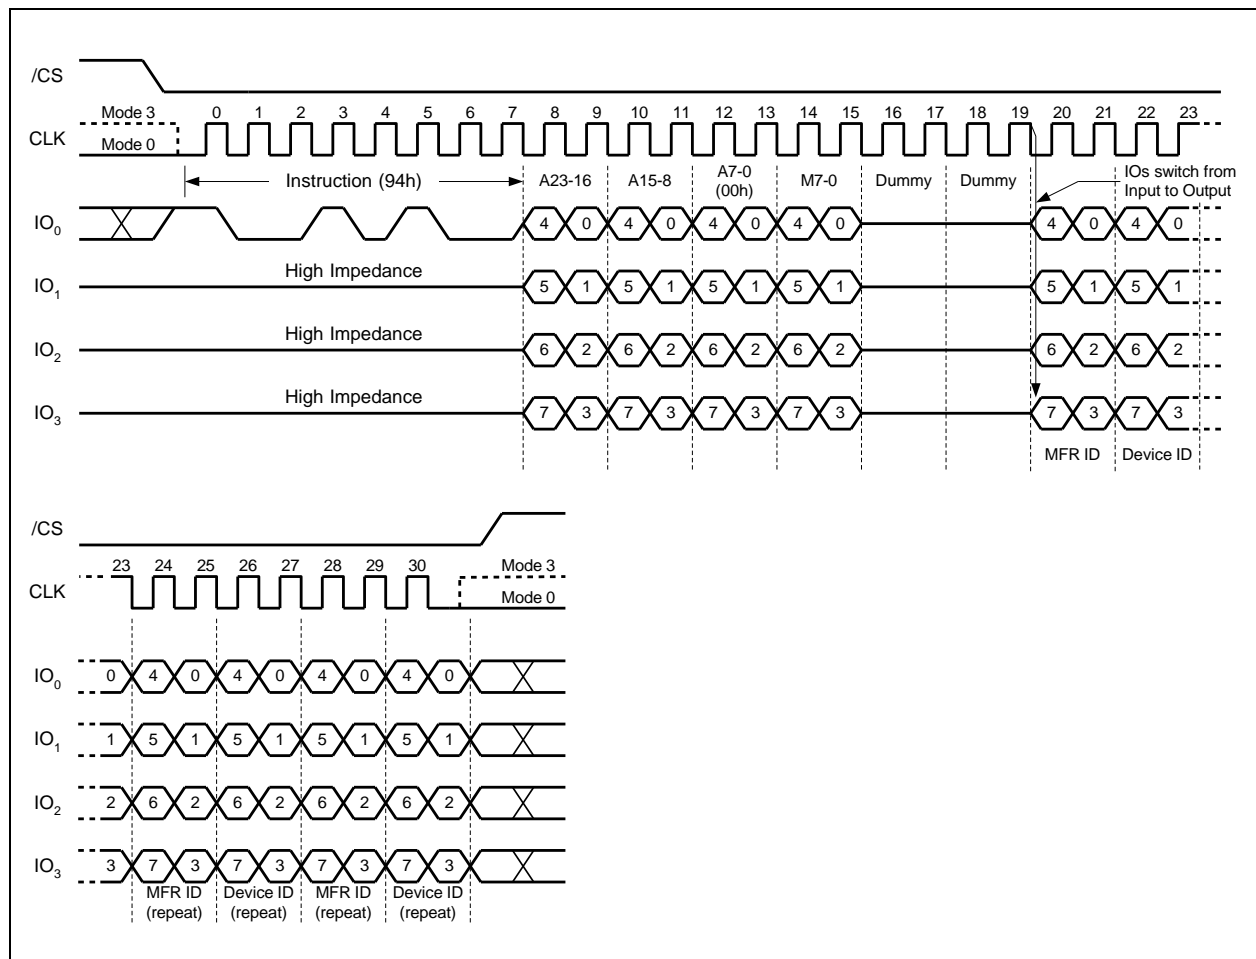 /CS
Mode 3 0 1 2 3 4 5 6 7 8 9 10 11 12 13 14 15 16 17 18 19 20 21 22 23
CLK
Mode 0
Instruction (94h) A23-16 A15-8 A7-0 (00h) M7-0 Dummy Dummy
IOs switch from
Input to Output
IO0 4 0 4 0 4 0 4 0 4 0 4 0
High Impedance
IO1 5 1 5 1 5 1 5 1 5 1 5 1
High Impedance
IO2 6 2 6 2 6 2 6 2 6 2 6 2
High Impedance
IO3 7 3 7 3 7 3 7 3 7 3 7 3
MFR ID Device ID
/CS
23 24 25 26 27 28 29 30 Mode 3
CLK
Mode 0
IO0 0 4 0 4 0 4 0 4 0
IO1 1 5 1 5 1 5 1 5 1
IO2 2 6 2 6 2 6 2 6 2
IO3 3 7 3 7 3 7 3 7 3
MFR ID Device ID MFR ID Device ID
(repeat) (repeat) (repeat) (repeat)